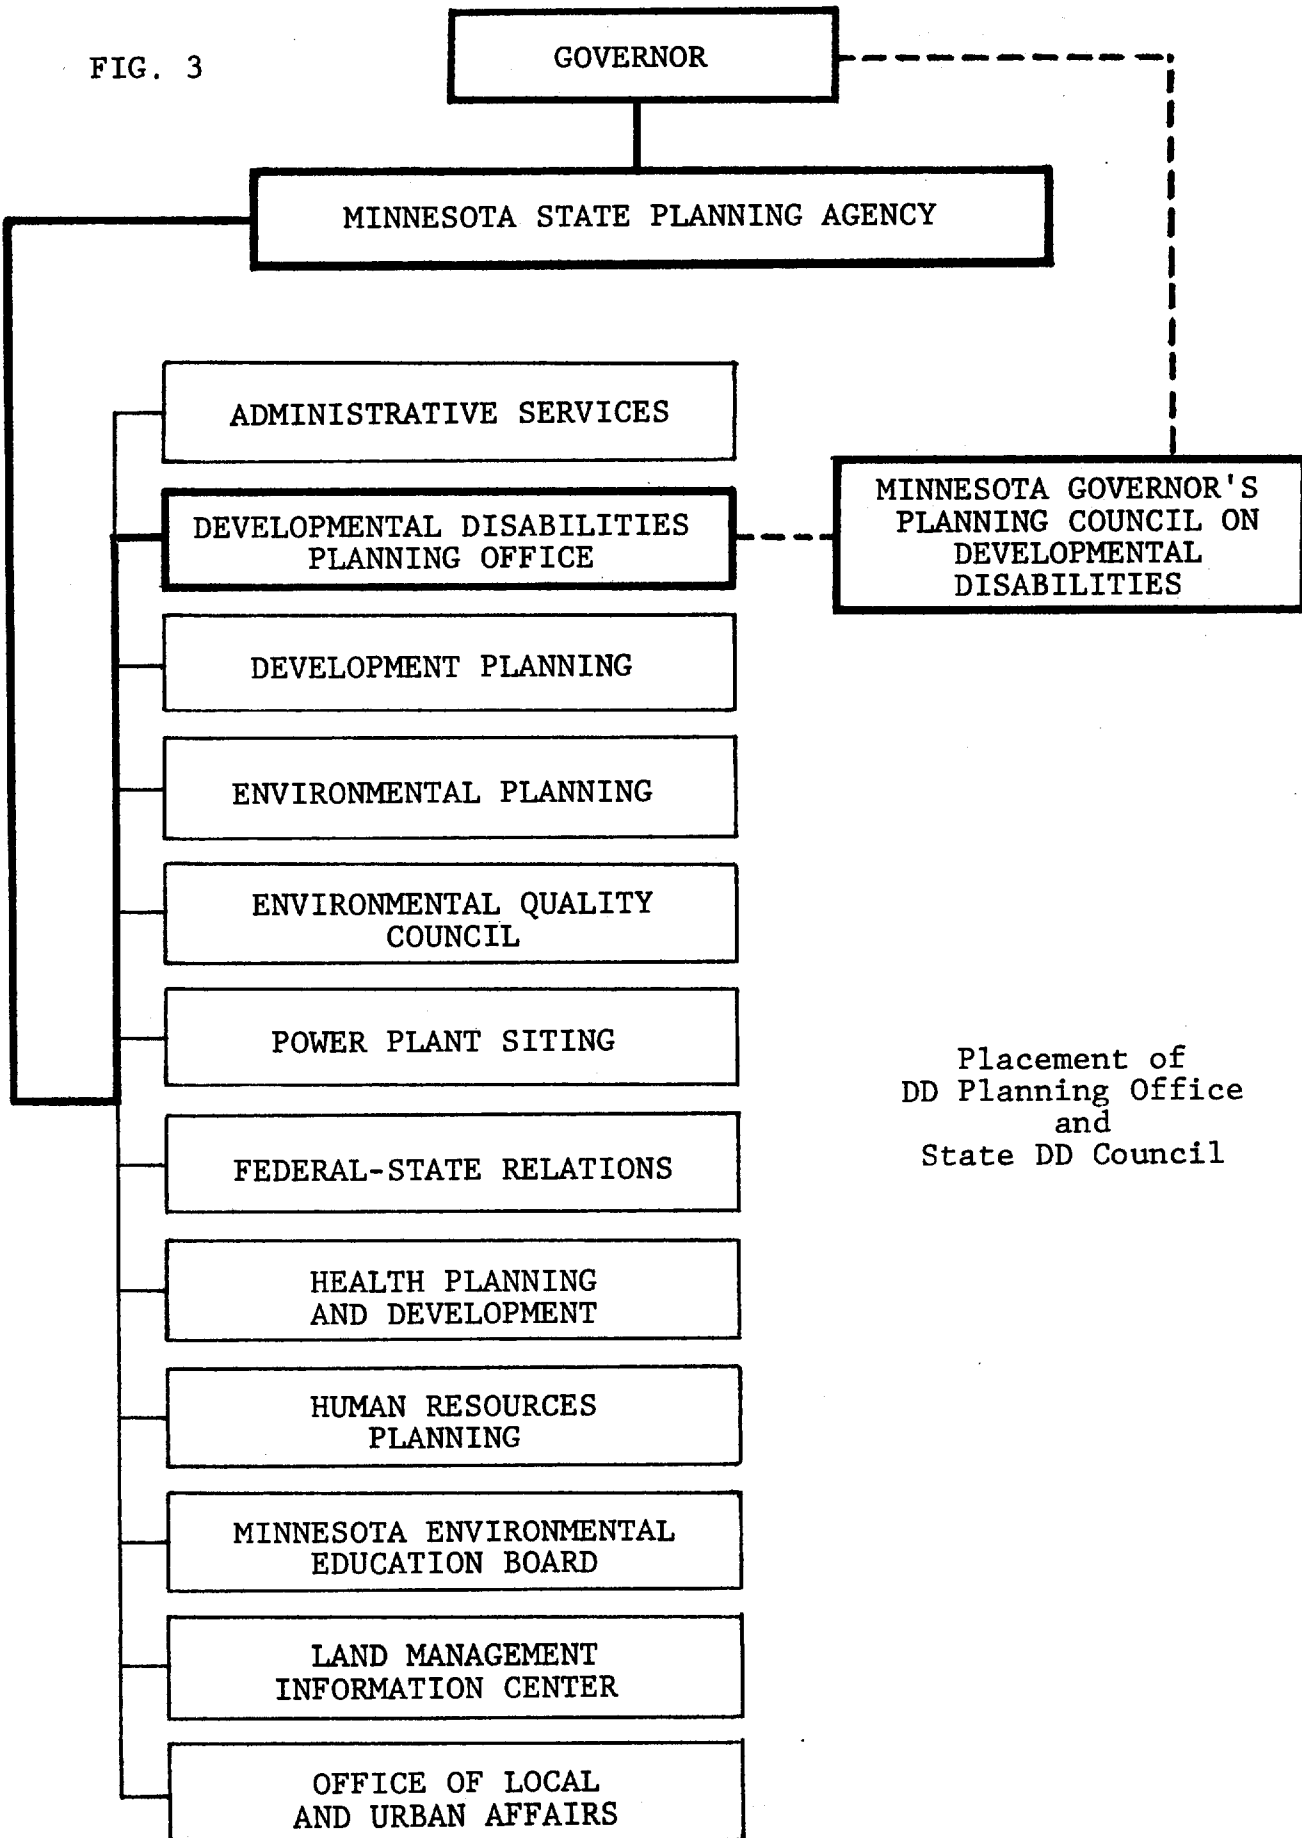 FIG. 3
GOVERNOR
MINNESOTA STATE PLANNING AGENCY
ADMINISTRATIVE SERVICES
DEVELOPMENTAL DISABILITIES
PLANNING OFFICE
MINNESOTA GOVERNOR'S
PLANNING COUNCIL ON
DEVELOPMENTAL
DISABILITIES
DEVELOPMENT PLANNING
ENVIRONMENTAL PLANNING
ENVIRONMENTAL QUALITY
COUNCIL
POWER PLANT SITING
Placement of
DD Planning Office
and
State DD Council
FEDERAL-STATE RELATIONS
HEALTH PLANNING
AND DEVELOPMENT
HUMAN RESOURCES
PLANNING
MINNESOTA ENVIRONMENTAL
EDUCATION BOARD
LAND MANAGEMENT
INFORMATION CENTER
OFFICE OF LOCAL
AND URBAN AFFAIRS